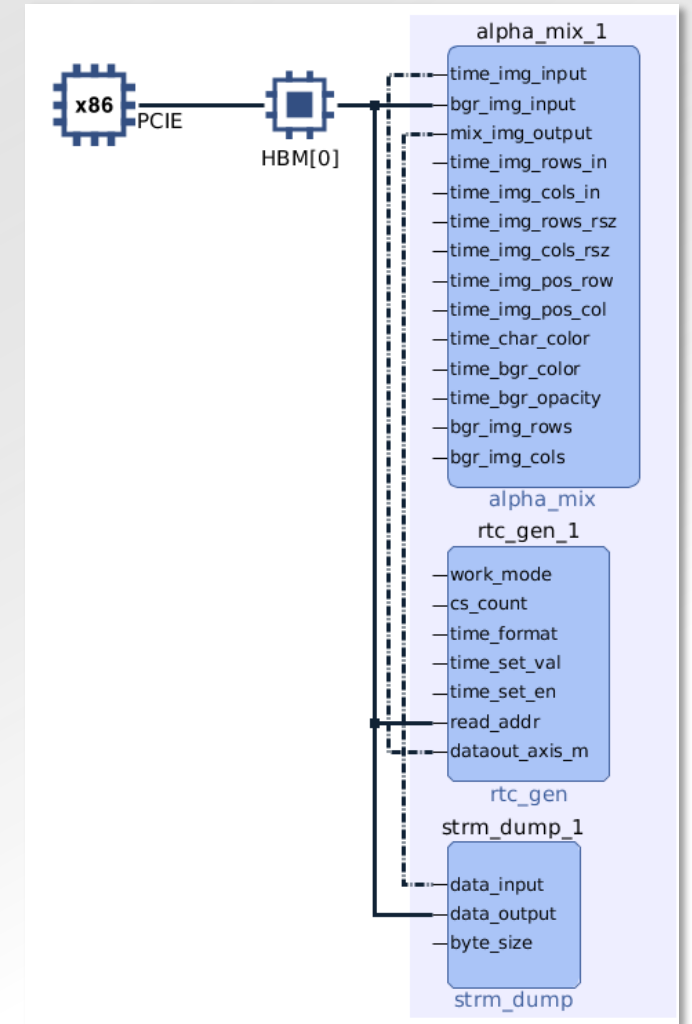 alpha_mix_1
x86
PCIE
HBM[0]
time_img_input
bgr_img_input
mix_img_output
time_img_rows_in
time_img_cols_in
time_img_rows_rsz
time_img_cols_rsz
time_img_pos_row
time_img_pos_col
time_char_color
time_bgr_color
time_bgr_opacity
bgr_img_rows
bgr_img_cols
alpha_mix
rtc_gen_1
work_mode
cs_count
time_format
time_set_val
time_set_en
read_addr
dataout_axis_m
rtc_gen
strm_dump_1
data_input
data_output
byte_size
strm_dump